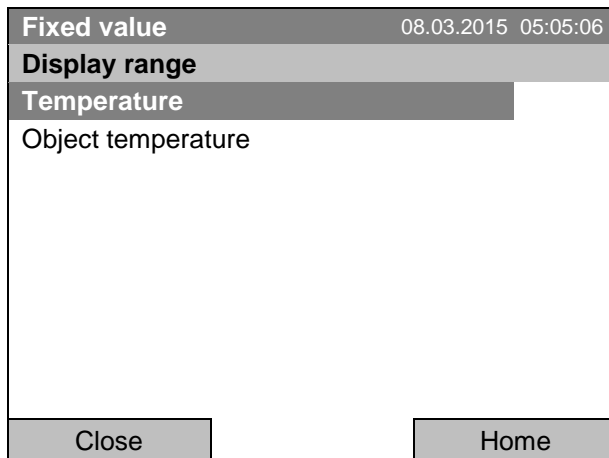 Fixed value 08.03.2015 05:05:06
Display range
Temperature
Object temperature
Close Home